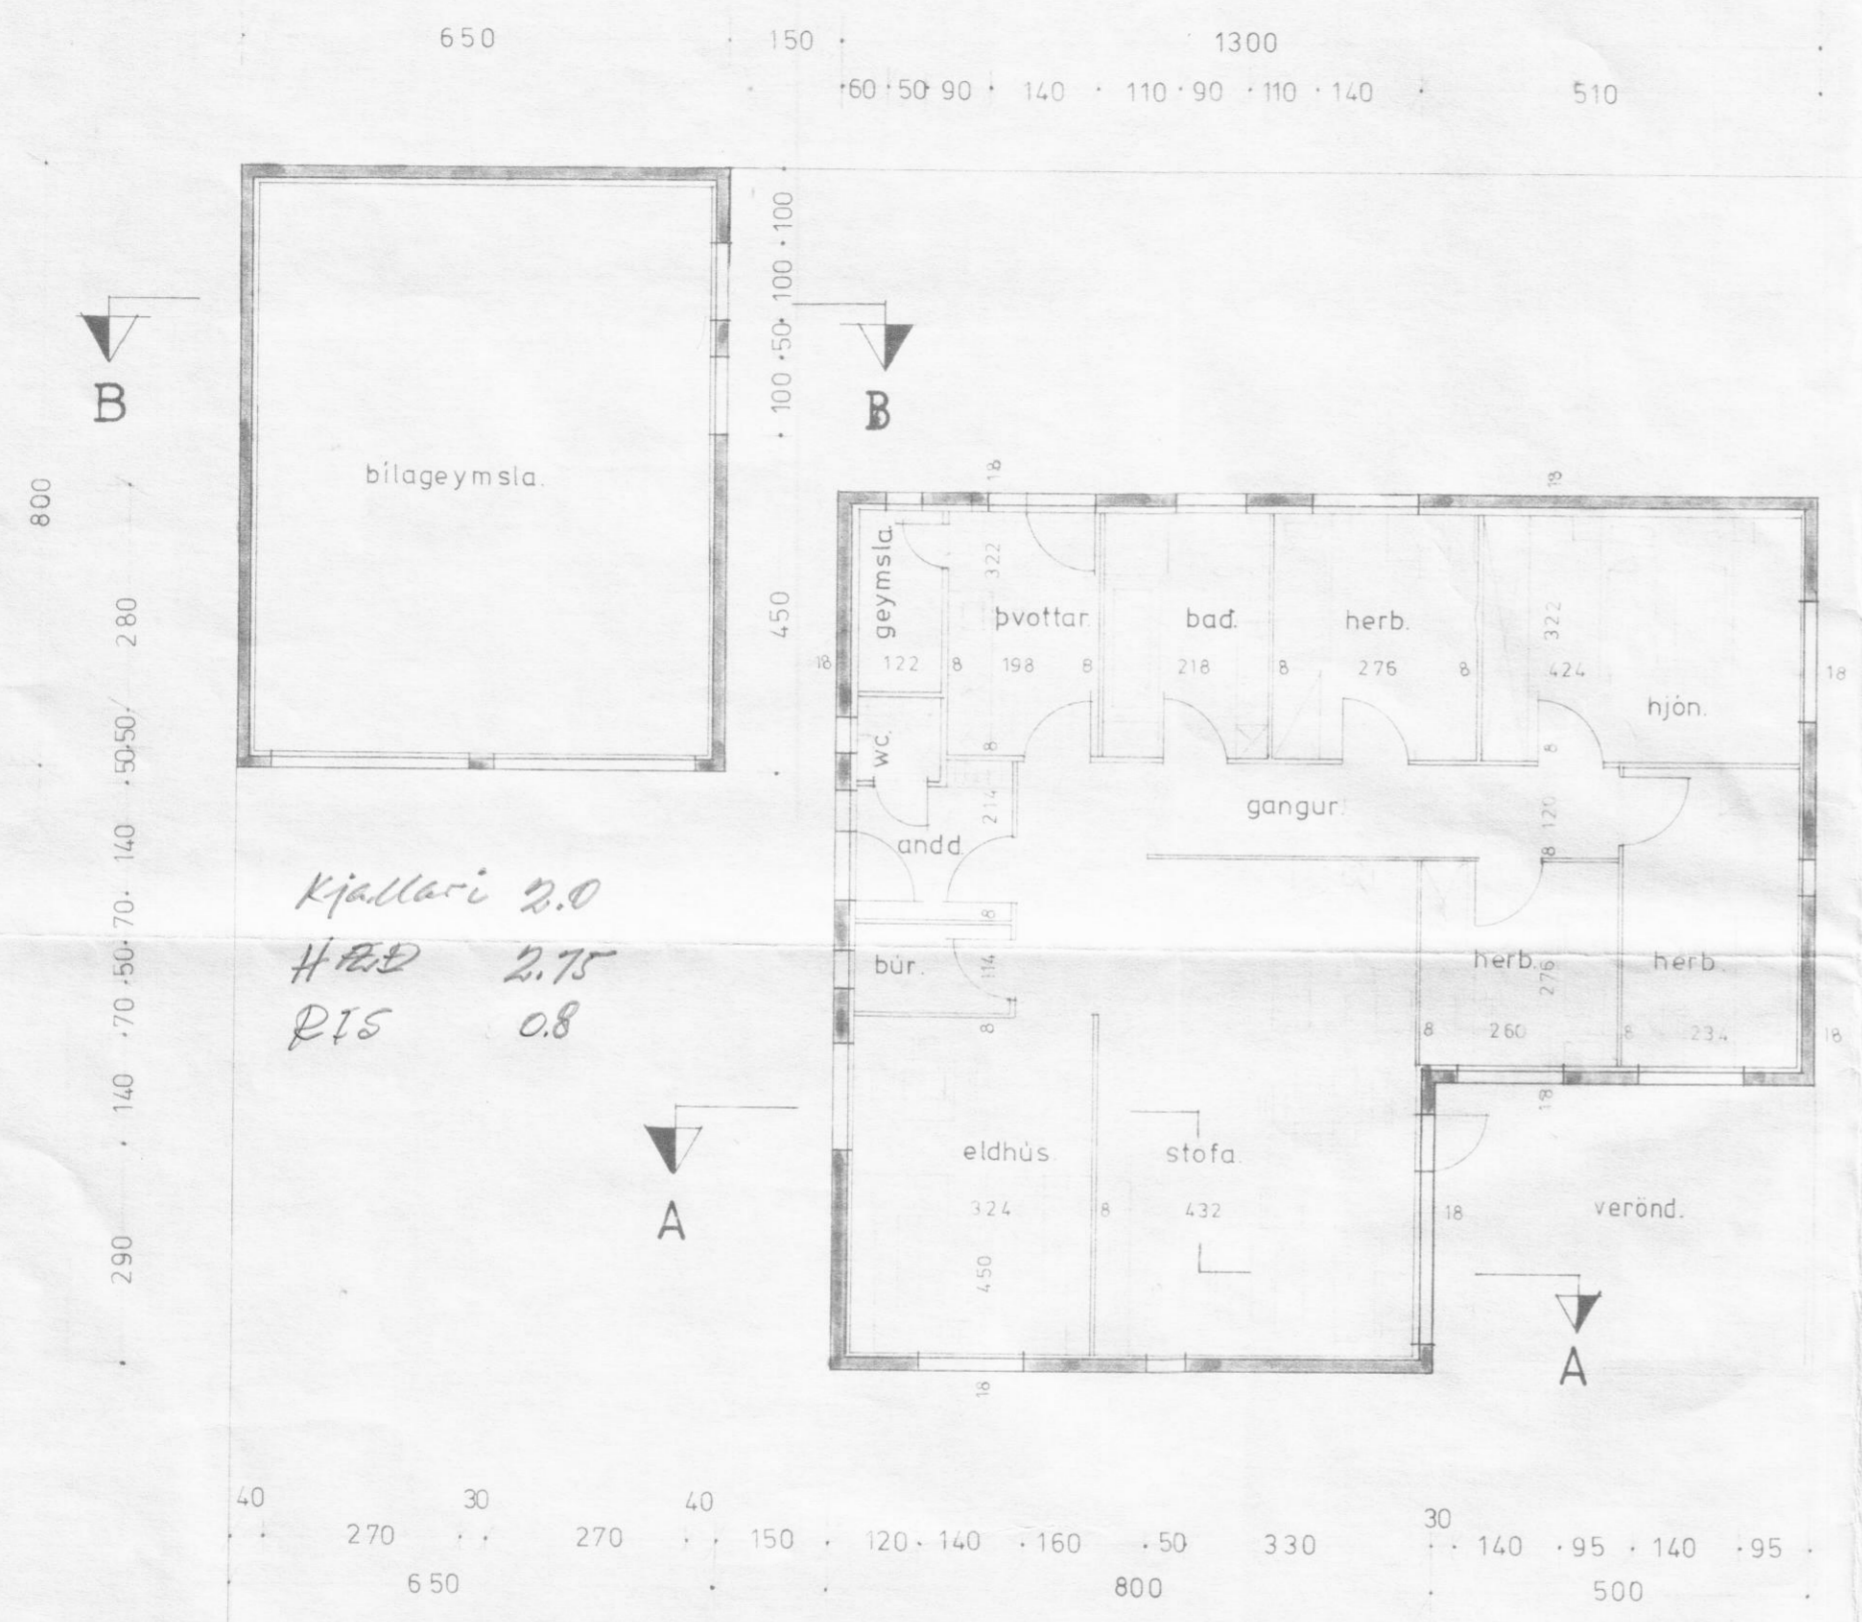 650 150 1300
60 50 90 140 110 90 110 140 510
100
100
50
100
B
B
800
bílageymsla.
18
18
280
450
geymsla.
322
þvottar.
bað.
herb.
322
18
122
8
198
8
218
8
276
8
424
18
hjón.
wc.
8
8
50
50
214
gangur.
120
140
andd.
8
Kjallari 2.0
HÆÐ 2.75
RIS 0.8
70
8
50
búr.
114
herb.
276
herb.
70
8
8
260
8
234
18
140
18
eldhús
stofa.
A
324
8
432
18
verönd.
290
450
A
18
40 30 40 30
270 270 150 120 140 160 50 330 140 95 140 95
650 800 500